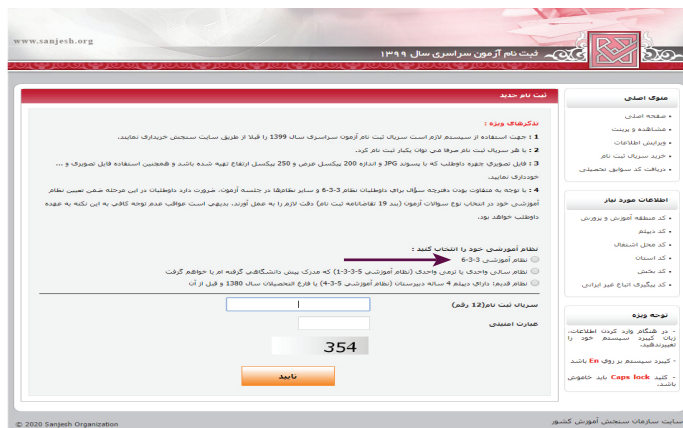 www.sanjesh.org
ثبت نام آزمون سراسری سال ۱۳۹۹
ثبت نام جدید
تذکرهای ویژه :
1 : جهت استفاده از سیستم لازم است سریال ثبت نام آزمون سراسری سال 1399 را قبلا از طریق سایت سنجش خریداری نمایند.
2 : با هر سریال ثبت نام صرفا می توان یکبار ثبت نام کرد.
3 : فایل تصویری چهره داوطلب که با پسوند JPG و اندازه 200 پیکسل عرض و 250 پیکسل ارتفاع تهیه شده باشد و همچنین استفاده فایل تصویری و ...
خودداری نمایید.
4 : با توجه به متفاوت بودن دفترچه سؤال برای داوطلبان نظام 3-3-6 و سایر نظامها در جلسه آزمون، ضرورت دارد داوطلبان در این مرحله ضمن تعیین نظام
آموزشی خود در انتخاب نوع سوالات آزمون (بند 19 تقاضانامه ثبت نام) دقت لازم را به عمل آورند، بدیهی است عواقب عدم توجه کافی به این نکته به عهده
داوطلب خواهد بود.
نظام آموزشی خود را انتخاب کنید :
نظام آموزشی 3-3-6
نظام سالی واحدی یا ترمی واحدی (نظام آموزشی 5-3-3-1) که مدرک پیش دانشگاهی گرفته ام یا خواهم گرفت
نظام قدیم: دارای دیپلم 4 ساله دبیرستان (نظام آموزشی 5-3-4) یا فارغ التحصیلان سال 1380 و قبل از آن
سریال ثبت نام(12 رقم)
عبارت امنیتی
354
تایید
منوی اصلی
صفحه اصلی
مشاهده و پرینت
ویرایش اطلاعات
خرید سریال ثبت نام
دریافت کد سوابق تحصیلی
اطلاعات مورد نیاز
کد منطقه آموزش و پرورش
کد دیپلم
کد محل اشتغال
کد استان
کد بخش
کد پیگیری اتباع غیر ایرانی
توجه ویژه
- در هنگام وارد کردن اطلاعات،
زبان کیبرد سیستم خود را
تغییرندهید.
- کیبرد سیستم بر روی En باشد
- کلید Caps lock باید خاموش
باشد.
سایت سازمان سنجش آموزش کشور
© 2020 Sanjesh Organization